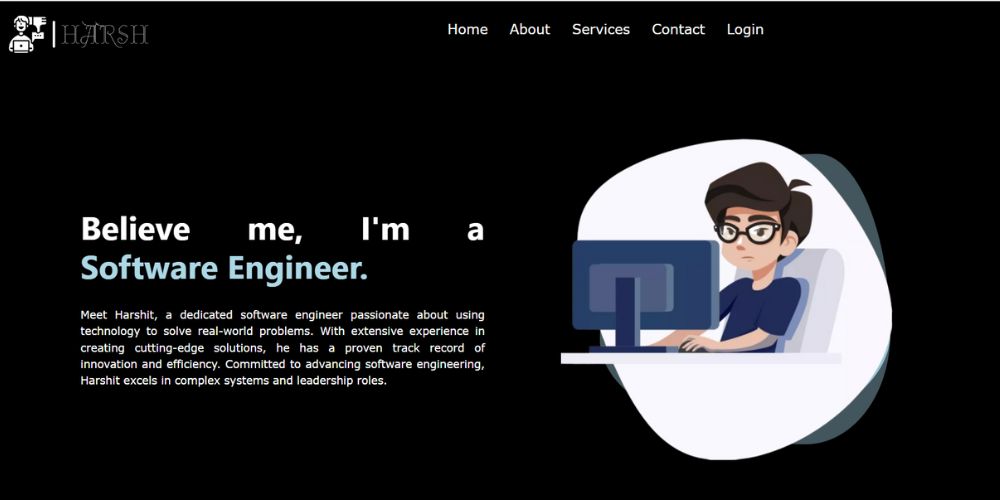 HARSH
Home About Services Contact Login
Believe me, I'm a
Software Engineer.
Meet Harshit, a dedicated software engineer passionate about using
technology to solve real-world problems. With extensive experience in
creating cutting-edge solutions, he has a proven track record of
innovation and efficiency. Committed to advancing software engineering,
Harshit excels in complex systems and leadership roles.